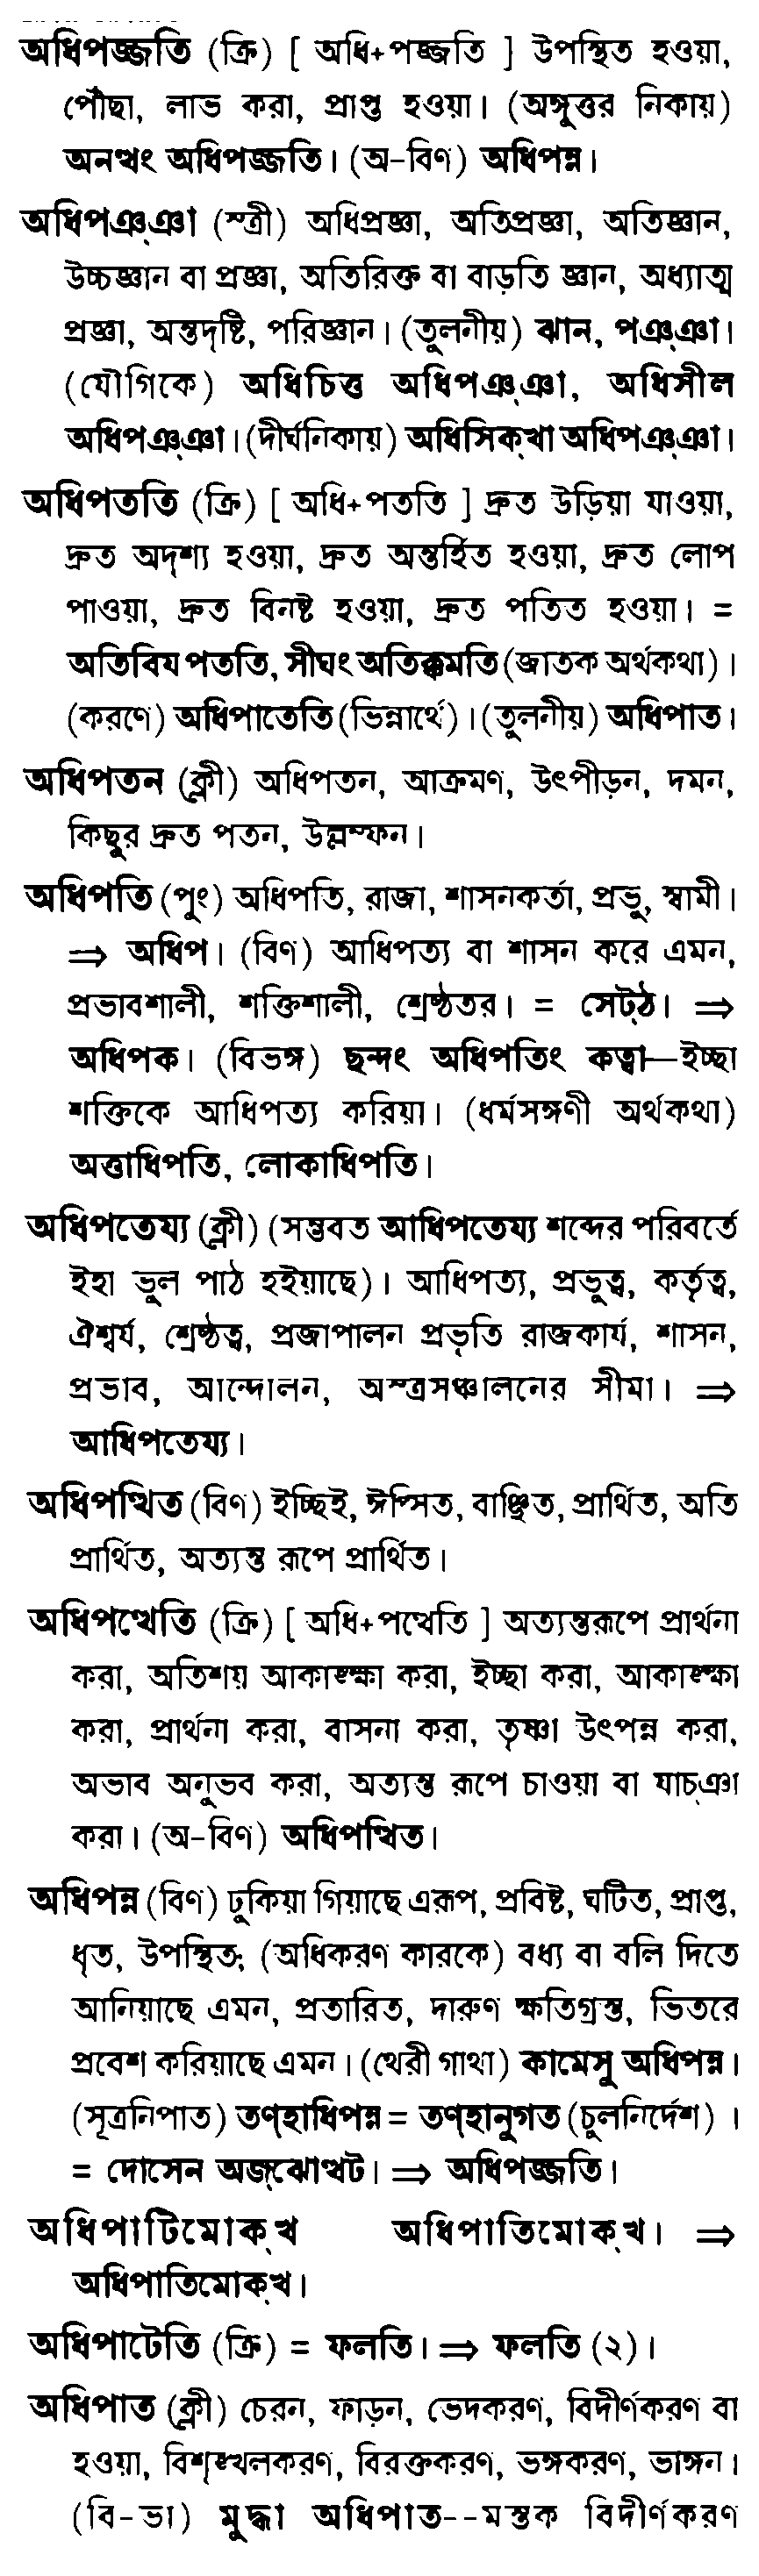 অধিপজ্জতি (ক্রি) [ অধি+পজ্জতি ] উপস্থিত হওয়া,
পৌঁছা, লাভ করা, প্রাপ্ত হওয়া। (অঙ্গুত্তর নিকায়)
অনত্থং অধিপজ্জতি। (অ-বিণ) অধিপন্ন।
অধিপঞ্ঞা (স্ত্রী) অধিপ্রজ্ঞা, অতিপ্রজ্ঞা, অতিজ্ঞান,
উচ্চজ্ঞান বা প্রজ্ঞা, অতিরিক্ত বা বাড়তি জ্ঞান, অধ্যাত্ম
প্রজ্ঞা, অন্তদৃষ্টি, পরিজ্ঞান। (তুলনীয়) ঝান, পঞ্ঞা।
(যৌগিকে) অধিচিত্ত অধিপঞ্ঞা, অধিসীল
অধিপঞ্ঞা। (দীর্ঘনিকায়) অধিসিক্খা অধিপঞ্ঞা।
অধিপততি (ক্রি) [ অধি+পততি ] দ্রুত উড়িয়া যাওয়া,
দ্রুত অদৃশ্য হওয়া, দ্রুত অন্তর্হিত হওয়া, দ্রুত লোপ
পাওয়া, দ্রুত বিনষ্ট হওয়া, দ্রুত পতিত হওয়া। =
অতিবিয পততি, সীঘং অতিক্কমতি (জাতক অর্থকথা)।
(করণে) অধিপাতেতি (ভিন্নার্থে)। (তুলনীয়) অধিপাত।
অধিপতন (ক্লী) অধিপতন, আক্রমণ, উৎপীড়ন, দমন,
কিছুর দ্রুত পতন, উল্লম্ফন।
অধিপতি (পুং) অধিপতি, রাজা, শাসনকর্তা, প্রভু, স্বামী।
⇒ অধিপ। (বিণ) আধিপত্য বা শাসন করে এমন,
প্রভাবশালী, শক্তিশালী, শ্রেষ্ঠতর। = সেট্ঠ। ⇒
অধিপক। (বিভঙ্গ) ছন্দং অধিপতিং কত্বা—ইচ্ছা
শক্তিকে আধিপত্য করিয়া। (ধর্মসঙ্গণী অর্থকথা)
অত্তাধিপতি, লোকাধিপতি।
অধিপতেয্য (ক্লী) (সম্ভবত আধিপতেয্য শব্দের পরিবর্তে
ইহা ভুল পাঠ হইয়াছে)। আধিপত্য, প্রভুত্ব, কর্তৃত্ব,
ঐশ্বর্য, শ্রেষ্ঠত্ব, প্রজাপালন প্রভৃতি রাজকার্য, শাসন,
প্রভাব, আন্দোলন, অস্ত্রসঞ্চালনের সীমা। ⇒
আধিপতেয্য।
অধিপত্থিত (বিণ) ইচ্ছিই, ঈপ্সিত, বাঞ্ছিত, প্রার্থিত, অতি
প্রার্থিত, অত্যন্ত রূপে প্রার্থিত।
অধিপত্থেতি (ক্রি) [ অধি+পত্থেতি ] অত্যন্তরূপে প্রার্থনা
করা, অতিশয় আকাঙ্ক্ষা করা, ইচ্ছা করা, আকাঙ্ক্ষা
করা, প্রার্থনা করা, বাসনা করা, তৃষ্ণা উৎপন্ন করা,
অভাব অনুভব করা, অত্যন্ত রূপে চাওয়া বা যাচ্ঞা
করা। (অ-বিণ) অধিপত্থিত।
অধিপন্ন (বিণ) ঢুকিয়া গিয়াছে এরূপ, প্রবিষ্ট, ঘটিত, প্রাপ্ত,
ধৃত, উপস্থিত; (অধিকরণ কারকে) বধ্য বা বলি দিতে
আনিয়াছে এমন, প্রতারিত, দারুণ ক্ষতিগ্রস্ত, ভিতরে
প্রবেশ করিয়াছে এমন। (থেরী গাথা) কামেসু অধিপন্ন।
(সূত্রনিপাত) তণ্হাধিপন্ন = তণ্হানুগত (চুলনির্দেশ)।
= দোসেন অজ্ঝোত্থট। ⇒ অধিপজ্জতি।
অধিপাটিমোক্খ অধিপাতিমোক্খ। ⇒
অধিপাতিমোক্খ।
অধিপাটেতি (ক্রি) = ফলতি। ⇒ ফলতি (২)।
অধিপাত (ক্লী) চেরন, ফাড়ন, ভেদকরণ, বিদীর্ণকরণ বা
হওয়া, বিশৃঙ্খলকরণ, বিরক্তকরণ, ভঙ্গকরণ, ভাঙ্গন।
(বি-ভা) মুদ্ধা অধিপাত--মস্তক বিদীর্ণকরণ